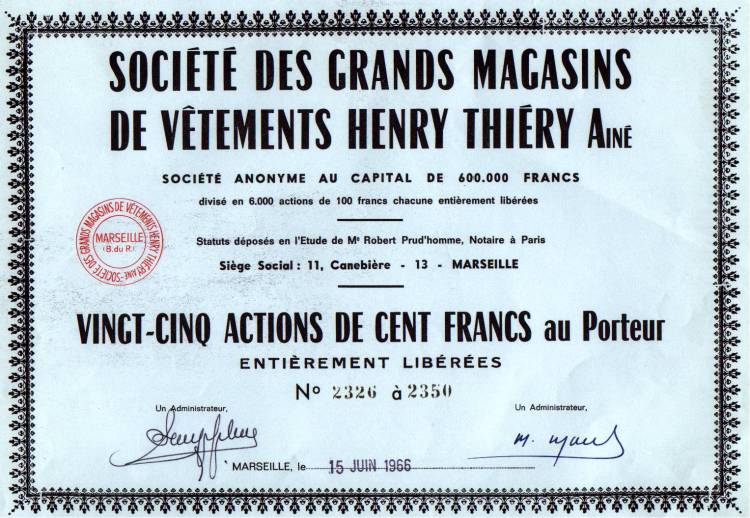 SOCIÉTÉ DES GRANDS MAGASINS
DE VÊTEMENTS HENRY THIÉRY AINÉ
SOCIÉTÉ ANONYME AU CAPITAL DE 600.000 FRANCS
divisé en 6.000 actions de 100 francs chacune entièrement libérées
SOCIÉTÉ DES GRANDS MAGASINS DE VÊTEMENTS HENRY THIÉRY AINÉ
MARSEILLE
(B. du R.)
Statuts déposés en l'Etude de Me Robert Prud'homme, Notaire à Paris
Siège Social : 11, Canebière - 13 - MARSEILLE
VINGT-CINQ ACTIONS DE CENT FRANCS au Porteur
ENTIÈREMENT LIBÉRÉES
No 2326 à 2350
Un Administrateur,
Un Administrateur,
MARSEILLE, le 15 JUIN 1966